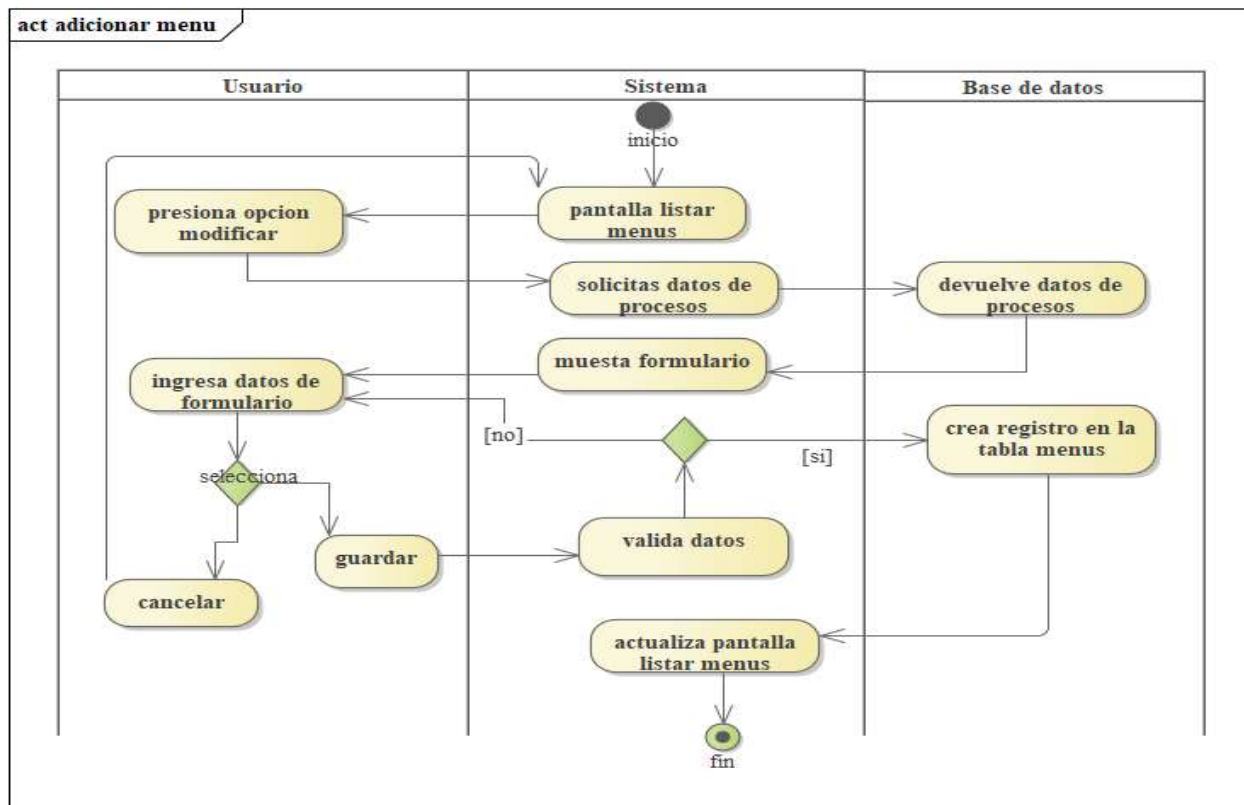 act adicionar menu
Usuario
Sistema
Base de datos
inicio
presiona opcion
modificar
pantalla listar
menus
solicitas datos de
procesos
devuelve datos de
procesos
muesta formulario
ingresa datos de
formulario
[no]
[si]
crea registro en la
tabla menus
selecciona
guardar
valida datos
cancelar
actualiza pantalla
listar menus
fin